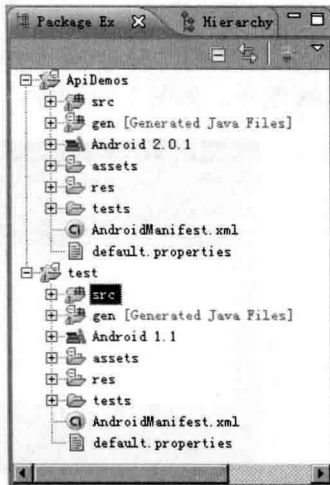 Package Ex Hierarchy
ApiDemos
src
gen [Generated Java Files]
Android 2.0.1
assets
res
tests
AndroidManifest.xml
default.properties
test
src
gen [Generated Java Files]
Android 1.1
assets
res
tests
AndroidManifest.xml
default.properties